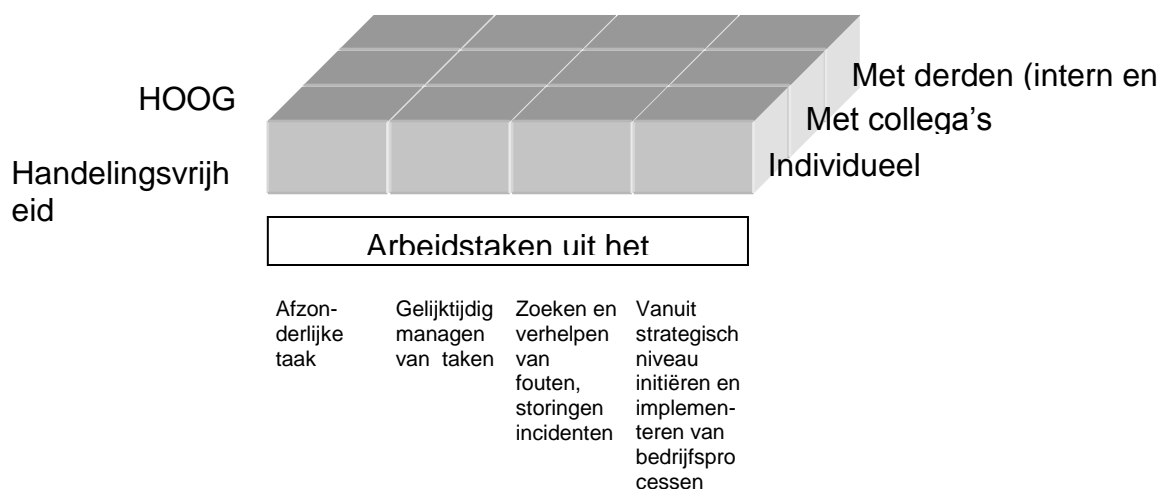 HOOG
Handelingsvrijh
eid
Met derden (intern en
Met collega's
Individueel
Arbeidstaken uit het
Afzon-
derlijke
taak
Gelijktijdig
managen
van taken
Zoeken en
verhelpen
van
fouten,
storingen
incidenten
Vanuit
strategisch
niveau
initiëren en
implemen-
teren van
bedrijfspro
cessen